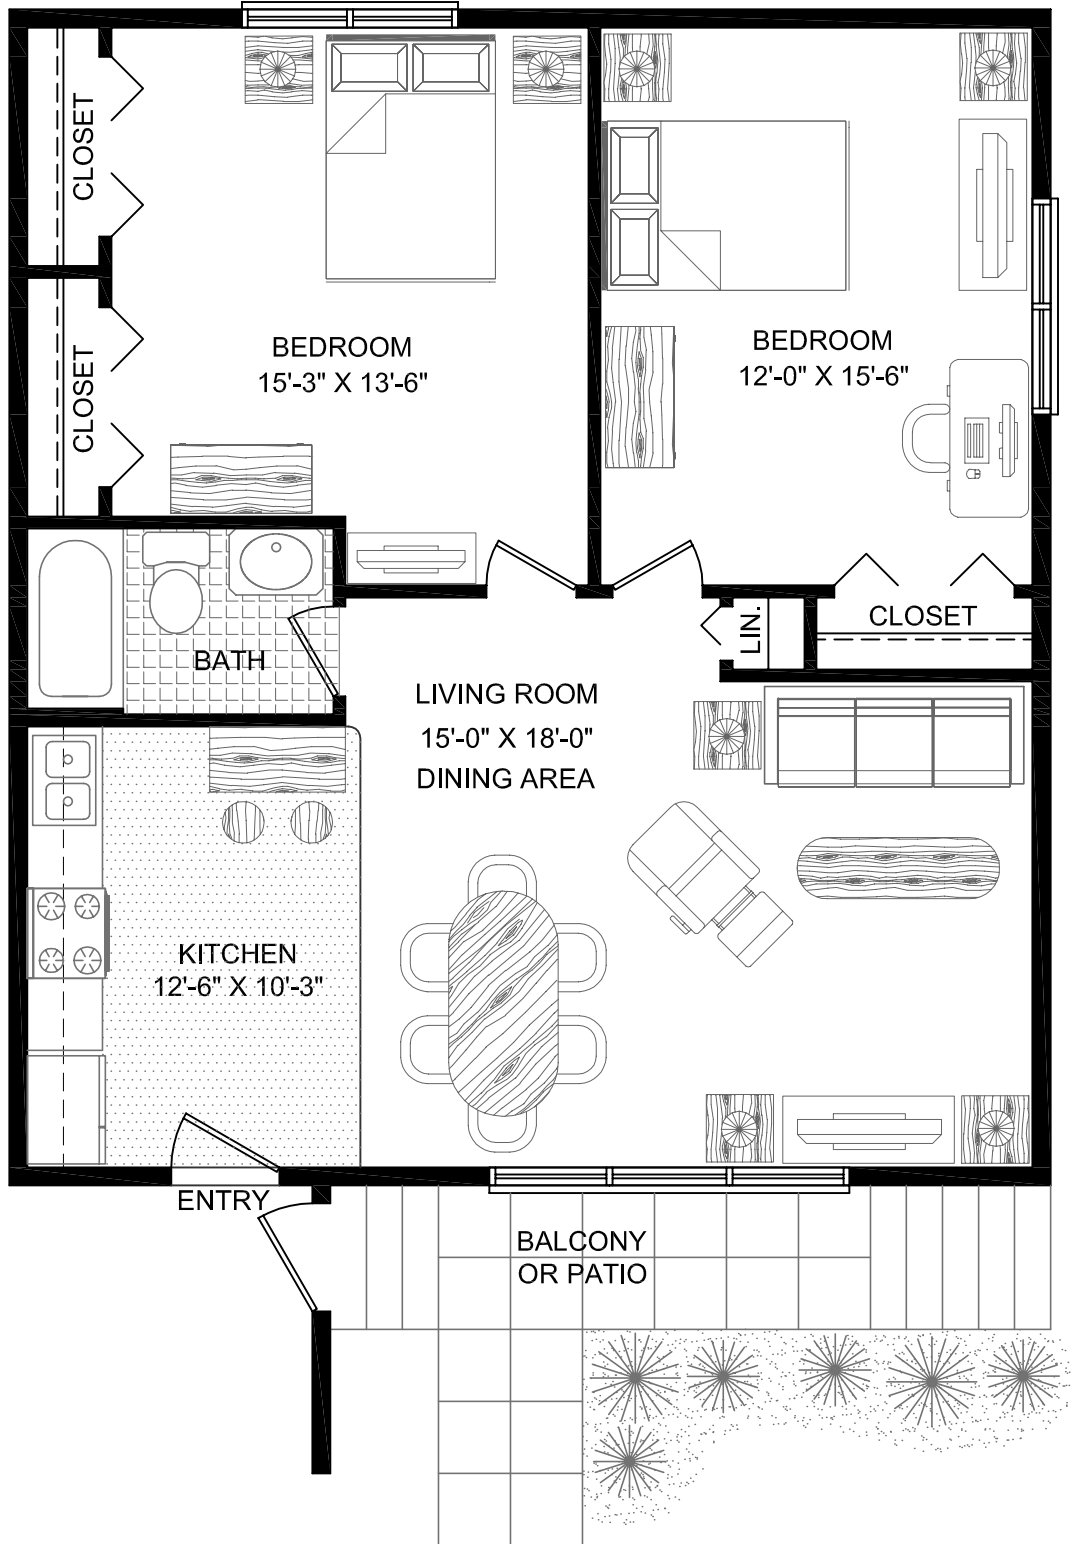 CLOSET
CLOSET
BEDROOM
15'-3" X 13'-6"
BEDROOM
12'-0" X 15'-6"
CLOSET
LIN.
BATH
LIVING ROOM
15'-0" X 18'-0"
DINING AREA
KITCHEN
12'-6" X 10'-3"
ENTRY
BALCONY
OR PATIO